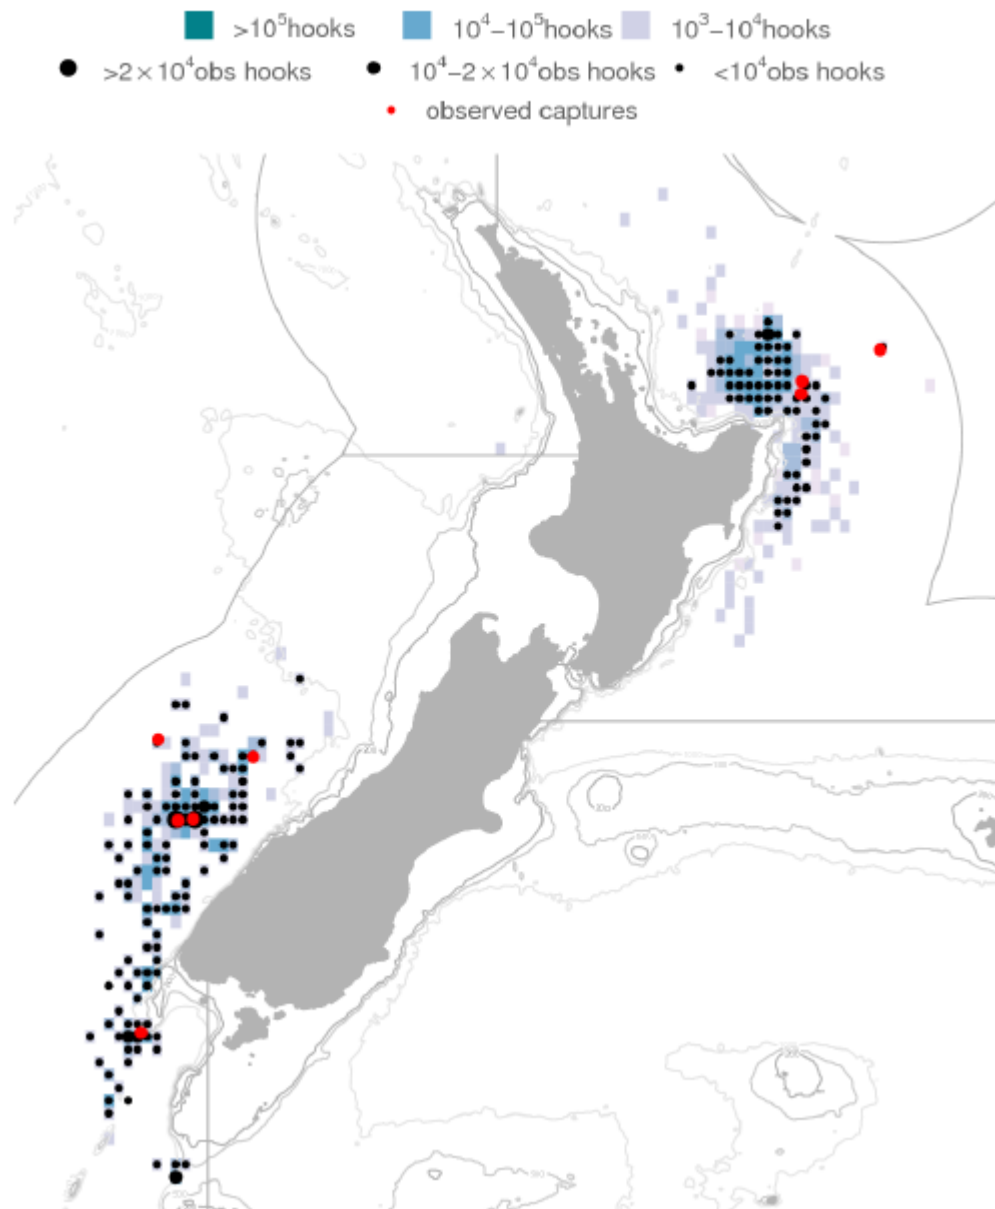 >10⁵hooks 10⁴–10⁵hooks 10³–10⁴hooks
>2×10⁴obs hooks 10⁴–2×10⁴obs hooks <10⁴obs hooks
observed captures